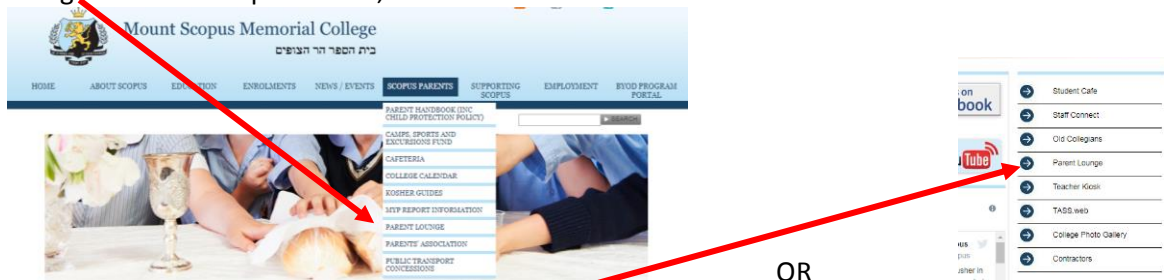 Mount Scopus Memorial College
בית הספר הר הצופים
HOME ABOUT SCOPUS EDUCATION ENROLMENTS NEWS / EVENTS SCOPUS PARENTS SUPPORTING SCOPUS EMPLOYMENT BYOD PROGRAM PORTAL
PARENT HANDBOOK (INC
CHILD PROTECTION POLICY)
SEARCH
CAMPS, SPORTS AND
EXCURSIONS FUND
CAFETERIA
COLLEGE CALENDAR
KOSHER GUIDES
MYP REPORT INFORMATION
PARENT LOUNGE
PARENTS' ASSOCIATION
PUBLIC TRANSPORT
CONCESSIONS
OR
on
book
Tube
Student Cafe
Staff Connect
Old Collegians
Parent Lounge
Teacher Kiosk
TASS.web
College Photo Gallery
Contractors